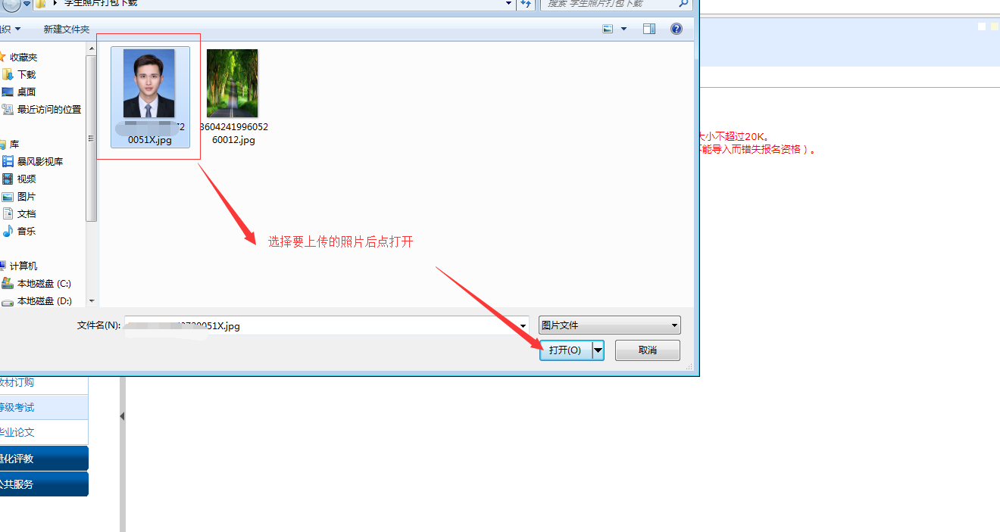 学生照片打包下载
搜索 学生照片打包下载
织
新建文件夹
收藏夹
下载
桌面
最近访问的位置
库
暴风影视库
视频
图片
文档
音乐
计算机
本地磁盘 (C:)
本地磁盘 (D:)
72
0051X.jpg
3604241996052
60012.jpg
大小不超过20K。
不能导入而错失报名资格)。
选择要上传的照片后点打开
文件名(N):
0051X.jpg
图片文件
打开(O)
取消
教材订购
等级考试
毕业论文
量化评教
公共服务